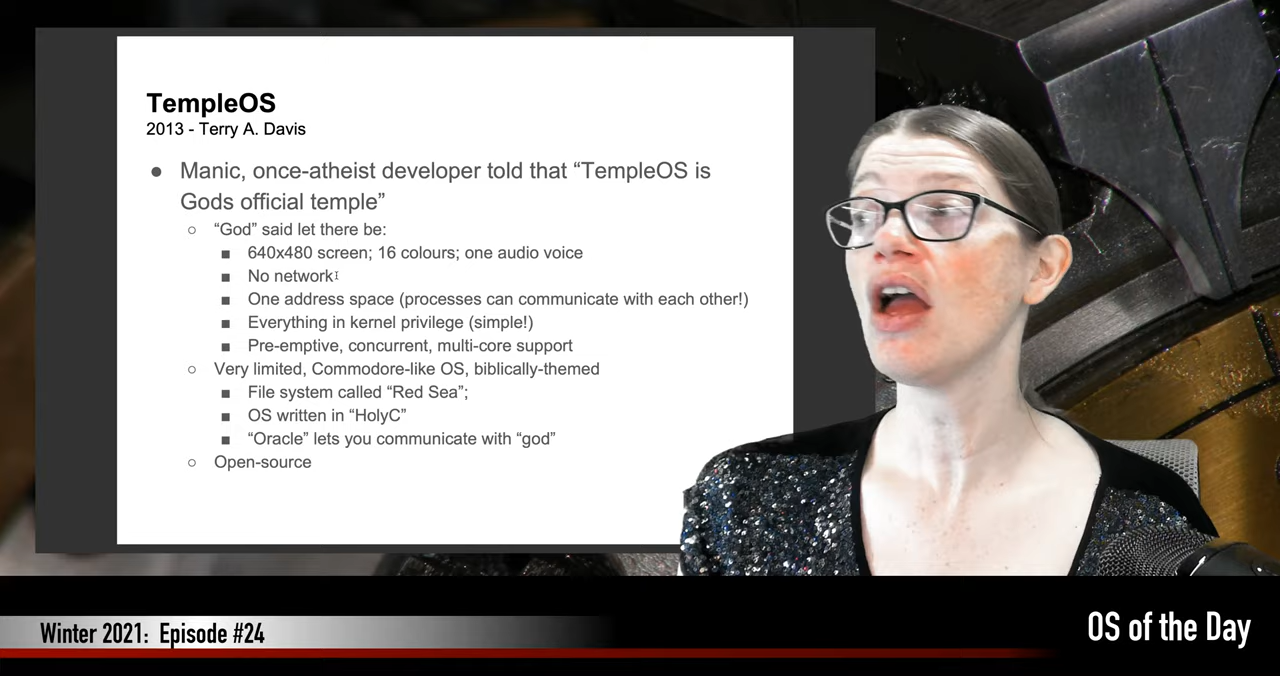 TempleOS
2013 - Terry A. Davis
● Manic, once-atheist developer told that “TempleOS is
Gods official temple”
○ “God” said let there be:
■ 640x480 screen; 16 colours; one audio voice
■ No network
■ One address space (processes can communicate with each other!)
■ Everything in kernel privilege (simple!)
■ Pre-emptive, concurrent, multi-core support
○ Very limited, Commodore-like OS, biblically-themed
■ File system called “Red Sea”;
■ OS written in “HolyC”
■ “Oracle” lets you communicate with “god”
○ Open-source
Winter 2021: Episode #24
OS of the Day